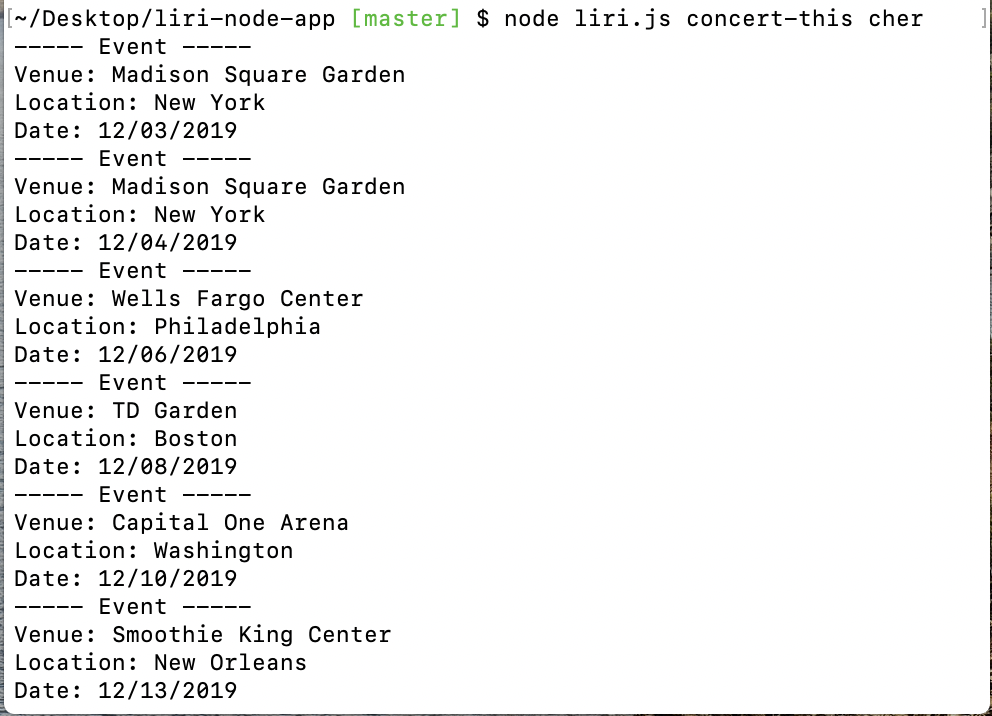 [~/Desktop/liri-node-app [master] $ node liri.js concert-this cher ]
----- Event -----
Venue: Madison Square Garden
Location: New York
Date: 12/03/2019
----- Event -----
Venue: Madison Square Garden
Location: New York
Date: 12/04/2019
----- Event -----
Venue: Wells Fargo Center
Location: Philadelphia
Date: 12/06/2019
----- Event -----
Venue: TD Garden
Location: Boston
Date: 12/08/2019
----- Event -----
Venue: Capital One Arena
Location: Washington
Date: 12/10/2019
----- Event -----
Venue: Smoothie King Center
Location: New Orleans
Date: 12/13/2019